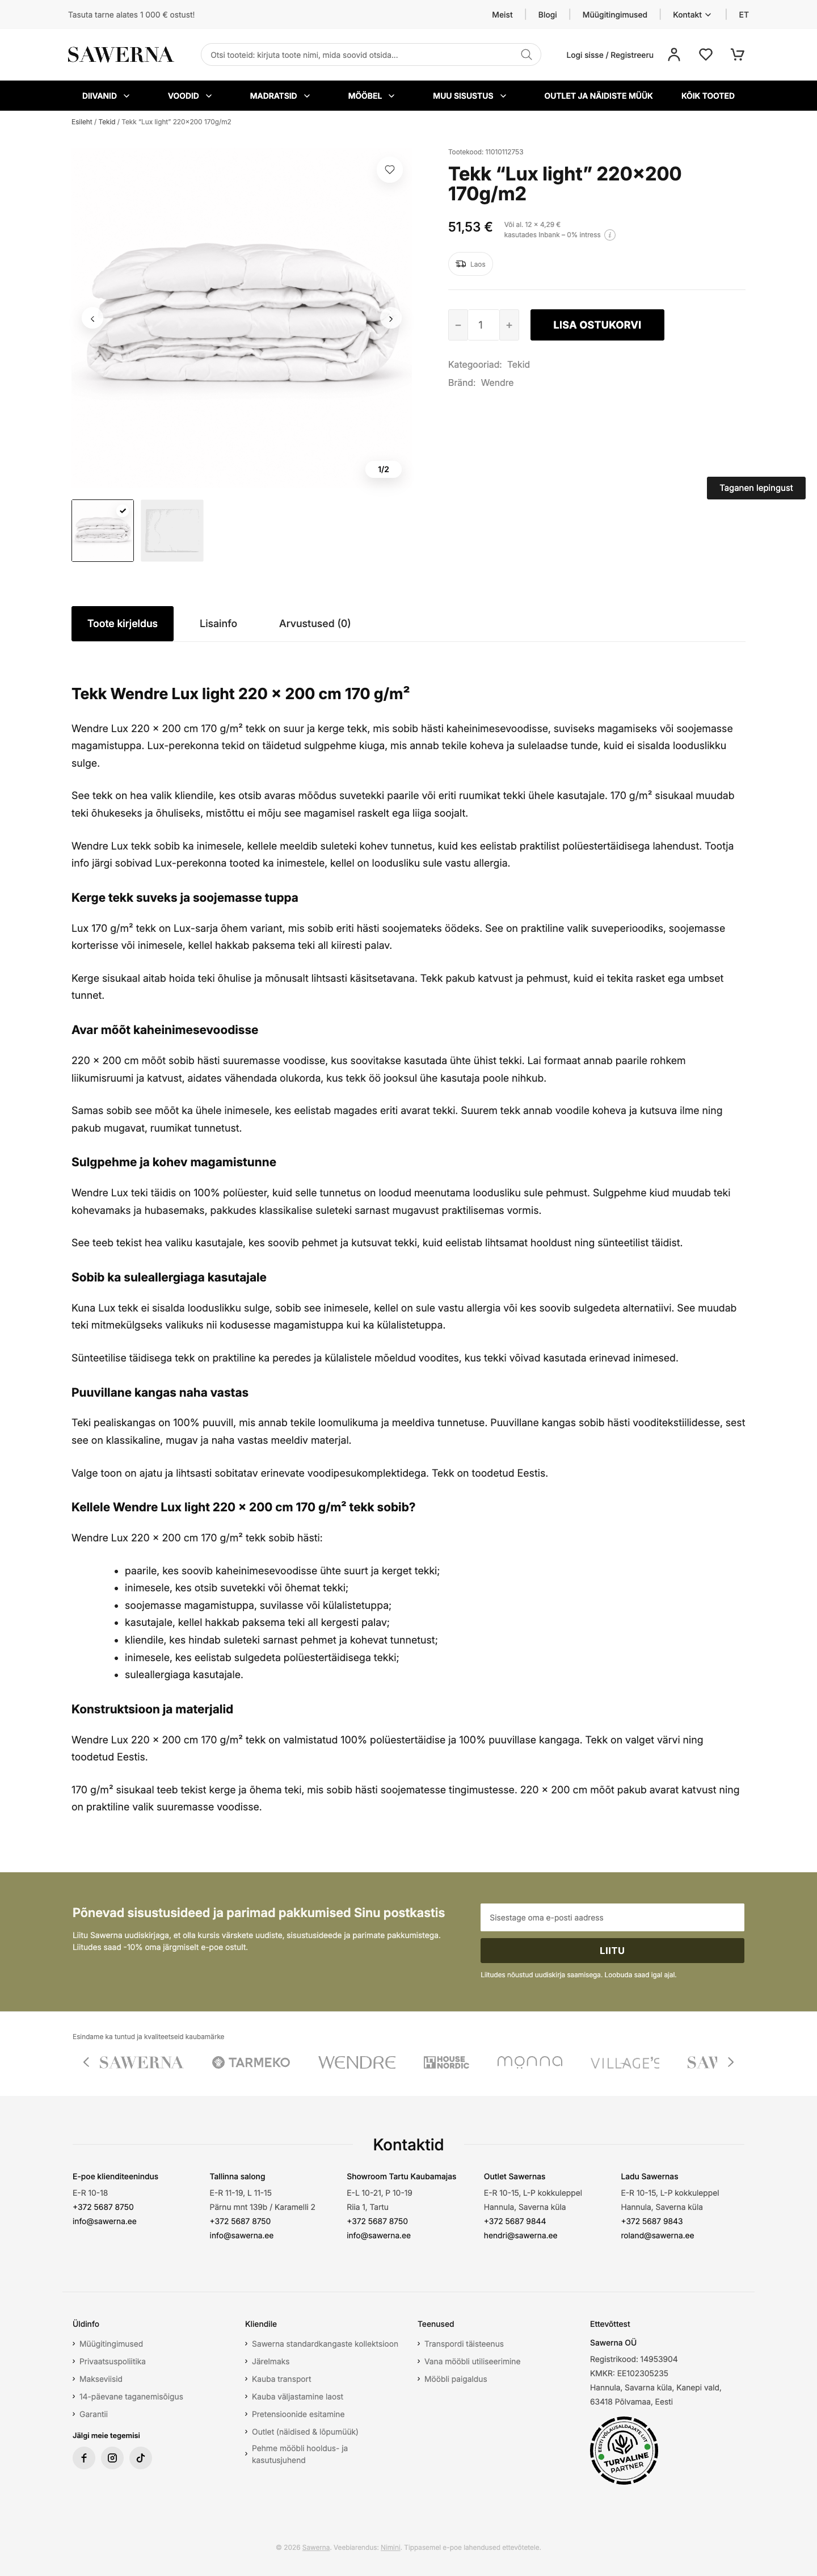 Tasuta tarne alates 1 000 € ostust!
Meist
Blogi
Müügitingimused
Kontakt
ET
SAWERNA
Otsi tooteid: kirjuta toote nimi, mida soovid otsida...
Logi sisse / Registreeru
DIIVANID
VOODID
MADRATSID
MÖÖBEL
MUU SISUSTUS
OUTLET JA NÄIDISTE MÜÜK
KÕIK TOOTED
Esileht / Tekid / Tekk "Lux light" 220×200 170g/m2
Tootekood: 11010112753
Tekk “Lux light” 220×200
170g/m2
51,53 €
Või al. 12 × 4,29 €
kasutades Inbank – 0% intress
i
Laos
− 1 +
LISA OSTUKORVI
Kategooriad: Tekid
Bränd: Wendre
1/2
Taganen lepingust
Toote kirjeldus
Lisainfo
Arvustused (0)
Tekk Wendre Lux light 220 × 200 cm 170 g/m²
Wendre Lux 220 × 200 cm 170 g/m² tekk on suur ja kerge tekk, mis sobib hästi kaheinimesevoodisse, suviseks magamiseks või soojemasse
magamistuppa. Lux-perekonna tekid on täidetud sulgpehme kiuga, mis annab tekile koheva ja sulelaadse tunde, kuid ei sisalda looduslikku
sulge.
See tekk on hea valik kliendile, kes otsib avaras mõõdus suvetekki paarile või eriti ruumikat tekki ühele kasutajale. 170 g/m² sisukaal muudab
teki õhukeseks ja õhuliseks, mistõttu ei mõju see magamisel raskelt ega liiga soojalt.
Wendre Lux tekk sobib ka inimesele, kellele meeldib suleteki kohev tunnetus, kuid kes eelistab praktilist polüestertäidisega lahendust. Tootja
info järgi sobivad Lux-perekonna tooted ka inimestele, kellel on loodusliku sule vastu allergia.
Kerge tekk suveks ja soojemasse tuppa
Lux 170 g/m² tekk on Lux-sarja õhem variant, mis sobib eriti hästi soojemateks öödeks. See on praktiline valik suveperioodiks, soojemasse
korterisse või inimesele, kellel hakkab paksema teki all kiiresti palav.
Kerge sisukaal aitab hoida teki õhulise ja mõnusalt lihtsasti käsitsetavana. Tekk pakub katvust ja pehmust, kuid ei tekita rasket ega umbset
tunnet.
Avar mõõt kaheinimesevoodisse
220 × 200 cm mõõt sobib hästi suuremasse voodisse, kus soovitakse kasutada ühte ühist tekki. Lai formaat annab paarile rohkem
liikumisruumi ja katvust, aidates vähendada olukorda, kus tekk öö jooksul ühe kasutaja poole nihkub.
Samas sobib see mõõt ka ühele inimesele, kes eelistab magades eriti avarat tekki. Suurem tekk annab voodile koheva ja kutsuva ilme ning
pakub mugavat, ruumikat tunnetust.
Sulgpehme ja kohev magamistunne
Wendre Lux teki täidis on 100% polüester, kuid selle tunnetus on loodud meenutama loodusliku sule pehmust. Sulgpehme kiud muudab teki
kohevamaks ja hubasemaks, pakkudes klassikalise suleteki sarnast mugavust praktilisemas vormis.
See teeb tekist hea valiku kasutajale, kes soovib pehmet ja kutsuvat tekki, kuid eelistab lihtsamat hooldust ning sünteetilist täidist.
Sobib ka suleallergiaga kasutajale
Kuna Lux tekk ei sisalda looduslikku sulge, sobib see inimesele, kellel on sule vastu allergia või kes soovib sulgedeta alternatiivi. See muudab
teki mitmekülgseks valikuks nii kodusesse magamistuppa kui ka külalistetuppa.
Sünteetilise täidisega tekk on praktiline ka peredes ja külalistele mõeldud voodites, kus tekki võivad kasutada erinevad inimesed.
Puuvillane kangas naha vastas
Teki pealiskangas on 100% puuvill, mis annab tekile loomulikuma ja meeldiva tunnetuse. Puuvillane kangas sobib hästi vooditekstiilidesse, sest
see on klassikaline, mugav ja naha vastas meeldiv materjal.
Valge toon on ajatu ja lihtsasti sobitatav erinevate voodipesukomplektidega. Tekk on toodetud Eestis.
Kellele Wendre Lux light 220 × 200 cm 170 g/m² tekk sobib?
Wendre Lux 220 × 200 cm 170 g/m² tekk sobib hästi:
• paarile, kes soovib kaheinimesevoodisse ühte suurt ja kerget tekki;
• inimesele, kes otsib suvetekki või õhemat tekki;
• soojemasse magamistuppa, suvilasse või külalistetuppa;
• kasutajale, kellel hakkab paksema teki all kergesti palav;
• kliendile, kes hindab suleteki sarnast pehmet ja kohevat tunnetust;
• inimesele, kes eelistab sulgedeta polüestertäidisega tekki;
• suleallergiaga kasutajale.
Konstruktsioon ja materjalid
Wendre Lux 220 × 200 cm 170 g/m² tekk on valmistatud 100% polüestertäidise ja 100% puuvillase kangaga. Tekk on valget värvi ning
toodetud Eestis.
170 g/m² sisukaal teeb tekist kerge ja õhema teki, mis sobib hästi soojematesse tingimustesse. 220 × 200 cm mõõt pakub avarat katvust ning
on praktiline valik suuremasse voodisse.
Põnevad sisustusideed ja parimad pakkumised Sinu postkastis
Liitu Sawerna uudiskirjaga, et olla kursis värskete uudiste, sisustusideede ja parimate pakkumistega.
Liitudes saad -10% oma järgmiselt e-poe ostult.
Sisestage oma e-posti aadress
LIITU
Liitudes nõustud uudiskirja saamisega. Loobuda saad igal ajal.
Esindame ka tuntud ja kvaliteetseid kaubamärke
SAWERNA
TARMEKO
WENDRE
HOUSE NORDIC
monna
VILLAGE'S
SAW
Kontaktid
E-poe klienditeenindus
E-R 10-18
+372 5687 8750
info@sawerna.ee
Tallinna salong
E-R 11-19, L 11-15
Pärnu mnt 139b / Karamelli 2
+372 5687 8750
info@sawerna.ee
Showroom Tartu Kaubamajas
E-L 10-21, P 10-19
Riia 1, Tartu
+372 5687 8750
info@sawerna.ee
Outlet Sawernas
E-R 10-15, L-P kokkuleppel
Hannula, Saverna küla
+372 5687 9844
hendri@sawerna.ee
Ladu Sawernas
E-R 10-15, L-P kokkuleppel
Hannula, Saverna küla
+372 5687 9843
roland@sawerna.ee
Üldinfo
Müügitingimused
Privaatsuspoliitika
Makseviisid
14-päevane taganemisõigus
Garantii
Jälgi meie tegemisi
Kliendile
Sawerna standardkangaste kollektsioon
Järelmaks
Kauba transport
Kauba väljastamine laost
Pretensioonide esitamine
Outlet (näidised & lõpumüük)
Pehme mööbli hooldus- ja
kasutusjuhend
Teenused
Transpordi täisteenus
Vana mööbli utiliseerimine
Mööbli paigaldus
Ettevõttest
Sawerna OÜ
Registrikood: 14953904
KMKR: EE102305235
Hannula, Savarna küla, Kanepi vald,
63418 Põlvamaa, Eesti
EESTI VÕLAUSALDAJATE LIIT
TURVALINE
PARTNER
© 2026 Sawerna. Veebiarendus: Nimini. Tippasemel e-poe lahendused ettevõtetele.